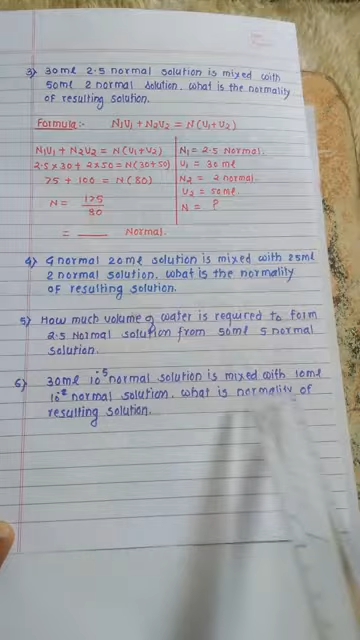 3) 30ml 2.5 normal solution is mixed with
50ml 2 normal solution. what is the normality
of resulting solution.
Formula:- N₁V₁ + N₂V₂ = N(V₁+V₂)
N₁V₁ + N₂V₂ = N(V₁+V₂)
2.5×30 + 2×50 = N(30+50)
75 + 100 = N(80)
N = 175
80
= ____ Normal.
N₁ = 2.5 Normal.
V₁ = 30 ml
N₂ = 2 normal.
V₂ = 50ml.
N = ?
4) 4 normal 20ml solution is mixed with 25ml
2 normal solution. what is the normality
of resulting solution.
5) How much volume of water is required to form
2.5 Normal solution from 50ml 5 normal
solution.
6) 30ml 10⁻⁵ normal solution is mixed with 10ml
10⁻² normal solution. what is normality of
resulting solution.